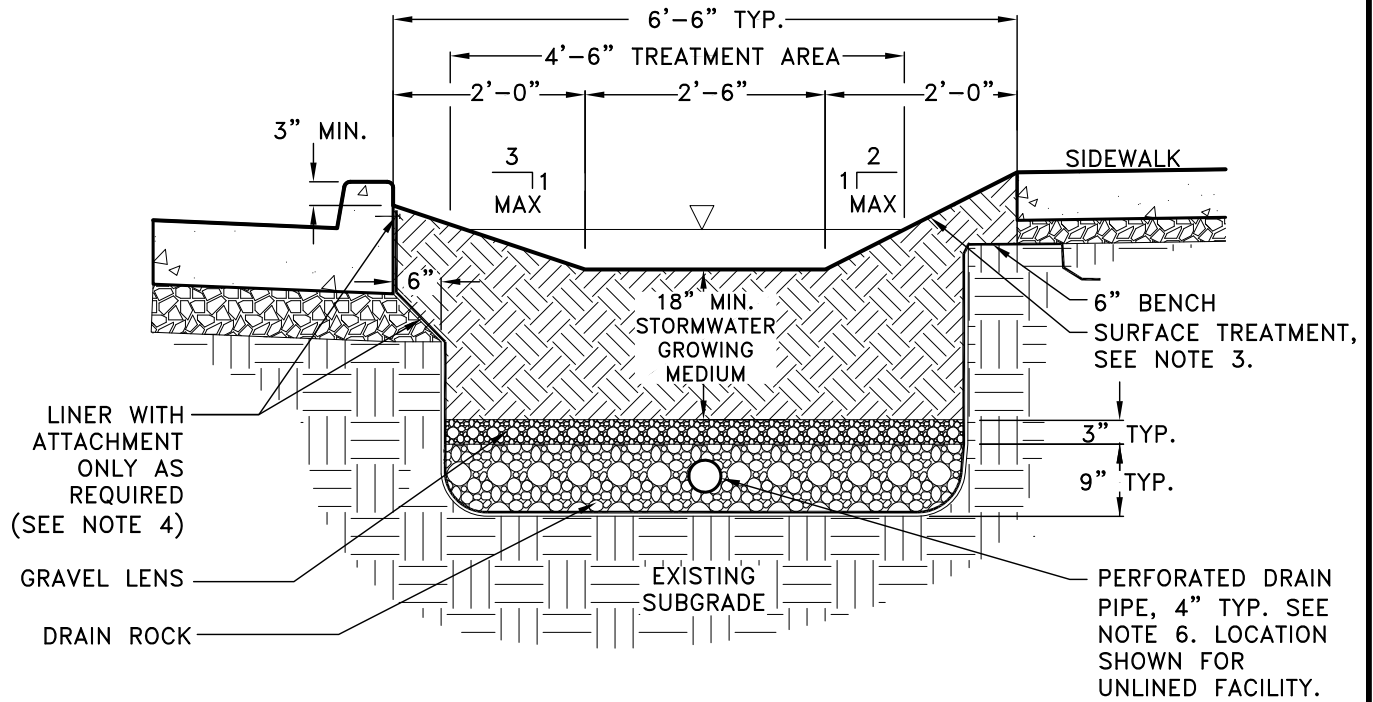 6'-6" TYP.
4'-6" TREATMENT AREA
2'-0" 2'-6" 2'-0"
3" MIN.
3
1
MAX
2
1
MAX
SIDEWALK
6"
18" MIN.
STORMWATER
GROWING
MEDIUM
6" BENCH
SURFACE TREATMENT,
SEE NOTE 3.
LINER WITH
ATTACHMENT
ONLY AS
REQUIRED
(SEE NOTE 4)
3" TYP.
9" TYP.
GRAVEL LENS
DRAIN ROCK
EXISTING
SUBGRADE
PERFORATED DRAIN
PIPE, 4" TYP. SEE
NOTE 6. LOCATION
SHOWN FOR
UNLINED FACILITY.